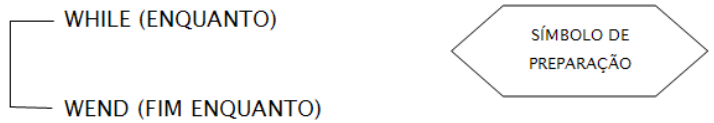 WHILE (ENQUANTO)
WEND (FIM ENQUANTO)
SÍMBOLO DE
PREPARAÇÃO